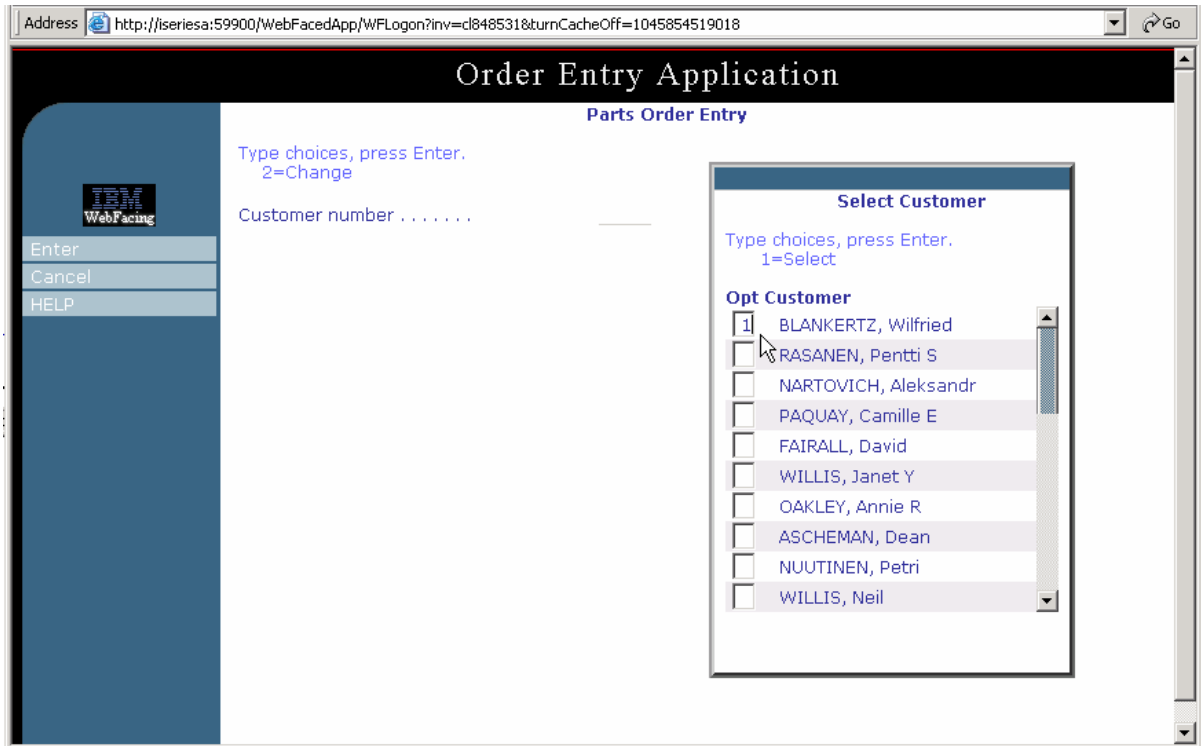 Address http://iseriesa:59900/WebFacedApp/WFLogon?inv=cl848531&turnCacheOff=1045854519018 Go
Order Entry Application
Parts Order Entry
Type choices, press Enter.
2=Change
Customer number . . . . . . .
IBM
WebFacing
Enter
Cancel
HELP
Select Customer
Type choices, press Enter.
1=Select
Opt Customer
1 BLANKERTZ, Wilfried
RASANEN, Pentti S
NARTOVICH, Aleksandr
PAQUAY, Camille E
FAIRALL, David
WILLIS, Janet Y
OAKLEY, Annie R
ASCHEMAN, Dean
NUUTINEN, Petri
WILLIS, Neil